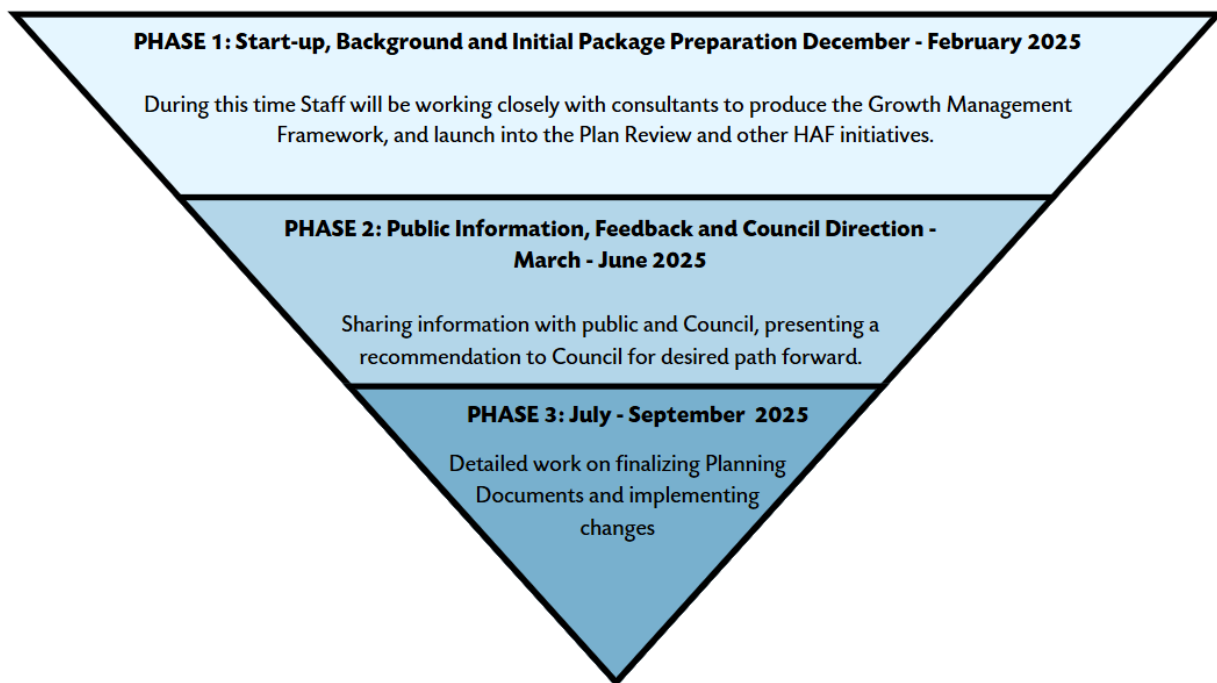 PHASE 1: Start-up, Background and Initial Package Preparation December - February 2025
During this time Staff will be working closely with consultants to produce the Growth Management
Framework, and launch into the Plan Review and other HAF initiatives.
PHASE 2: Public Information, Feedback and Council Direction -
March - June 2025
Sharing information with public and Council, presenting a
recommendation to Council for desired path forward.
PHASE 3: July - September 2025
Detailed work on finalizing Planning
Documents and implementing
changes